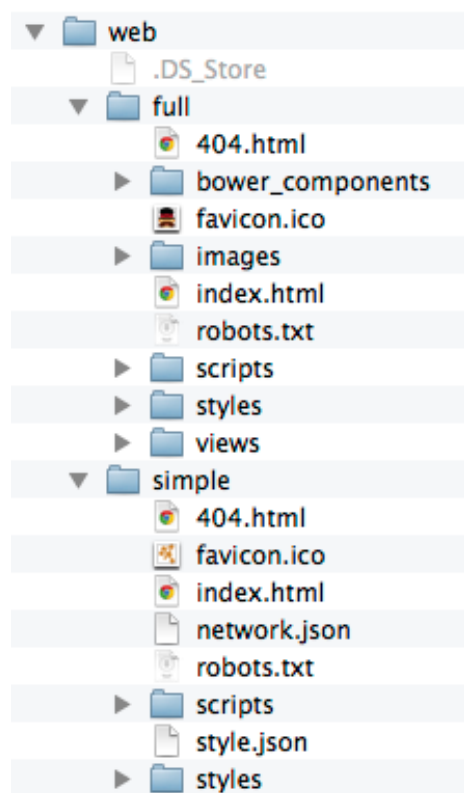 web
.DS_Store
full
404.html
bower_components
favicon.ico
images
index.html
robots.txt
scripts
styles
views
simple
404.html
favicon.ico
index.html
network.json
robots.txt
scripts
style.json
styles